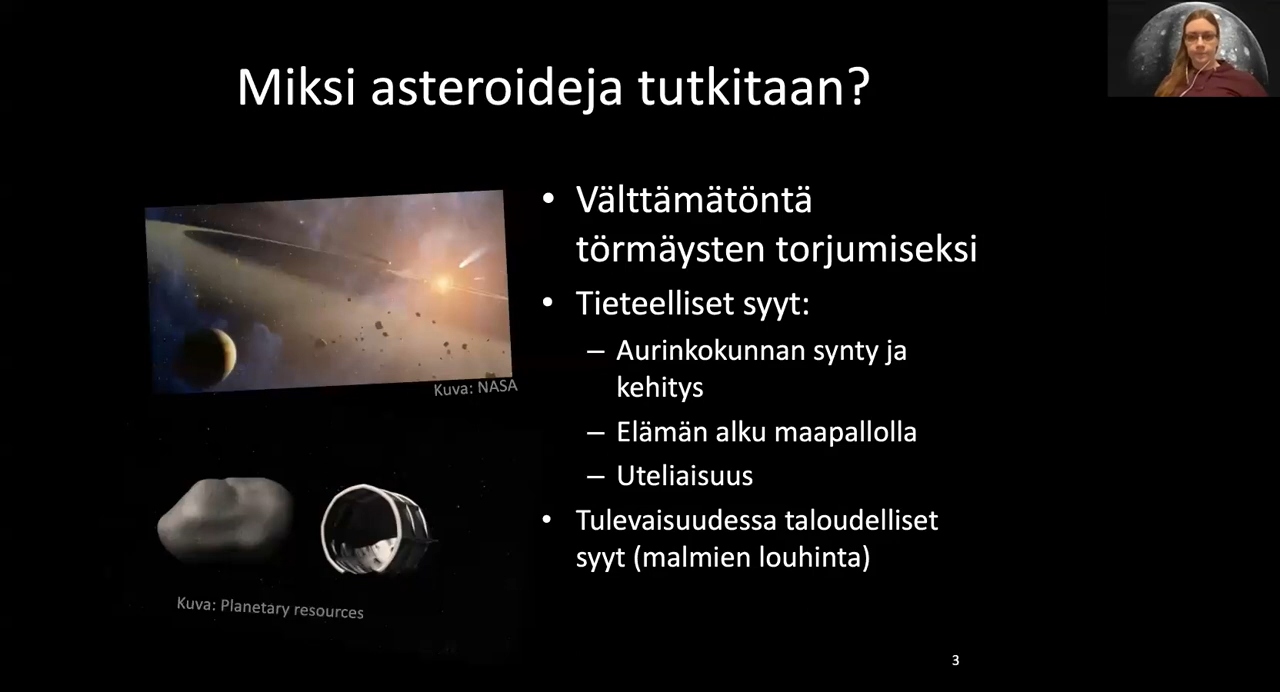 Miksi asteroideja tutkitaan?
• Välttämätöntä
törmäysten torjumiseksi
• Tieteelliset syyt:
– Aurinkokunnan synty ja
kehitys
– Elämän alku maapallolla
– Uteliaisuus
• Tulevaisuudessa taloudelliset
syyt (malmien louhinta)
Kuva: NASA
Kuva: Planetary resources
3